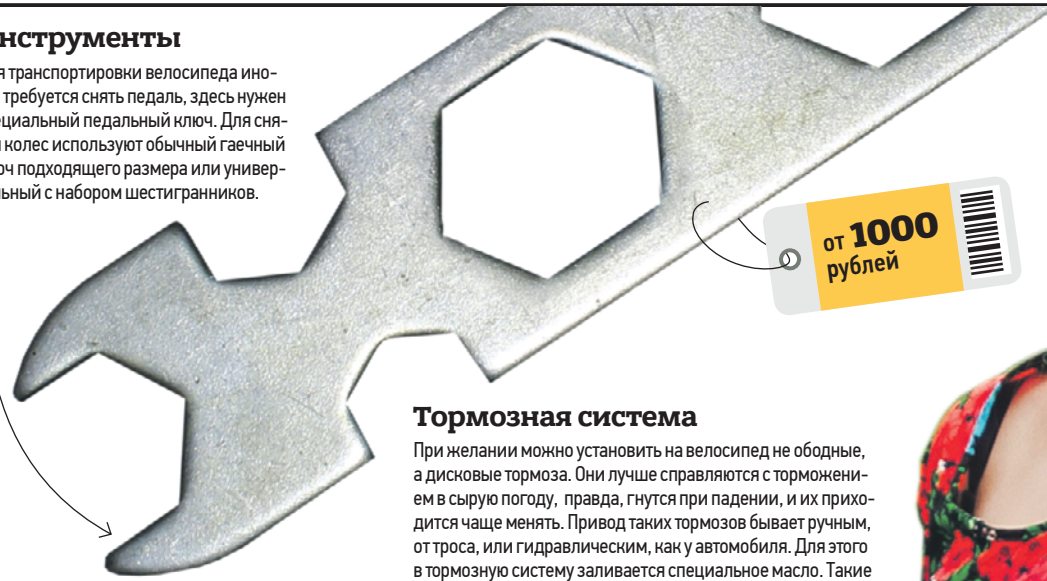 нструменты
я транспортировки велосипеда ино-
требуется снять педаль, здесь нужен
ециальный педальный ключ. Для сня-
колес используют обычный гаечный
юч подходящего размера или универ-
льный с набором шестигранников.
от 1000
рублей
Тормозная система
При желании можно установить на велосипед не ободные,
а дисковые тормоза. Они лучше справляются с торможени-
ем в сырую погоду, правда, гнутся при падении, и их прихо-
дится чаще менять. Привод таких тормозов бывает ручным,
от троса, или гидравлическим, как у автомобиля. Для этого
в тормозную систему заливается специальное масло. Такие